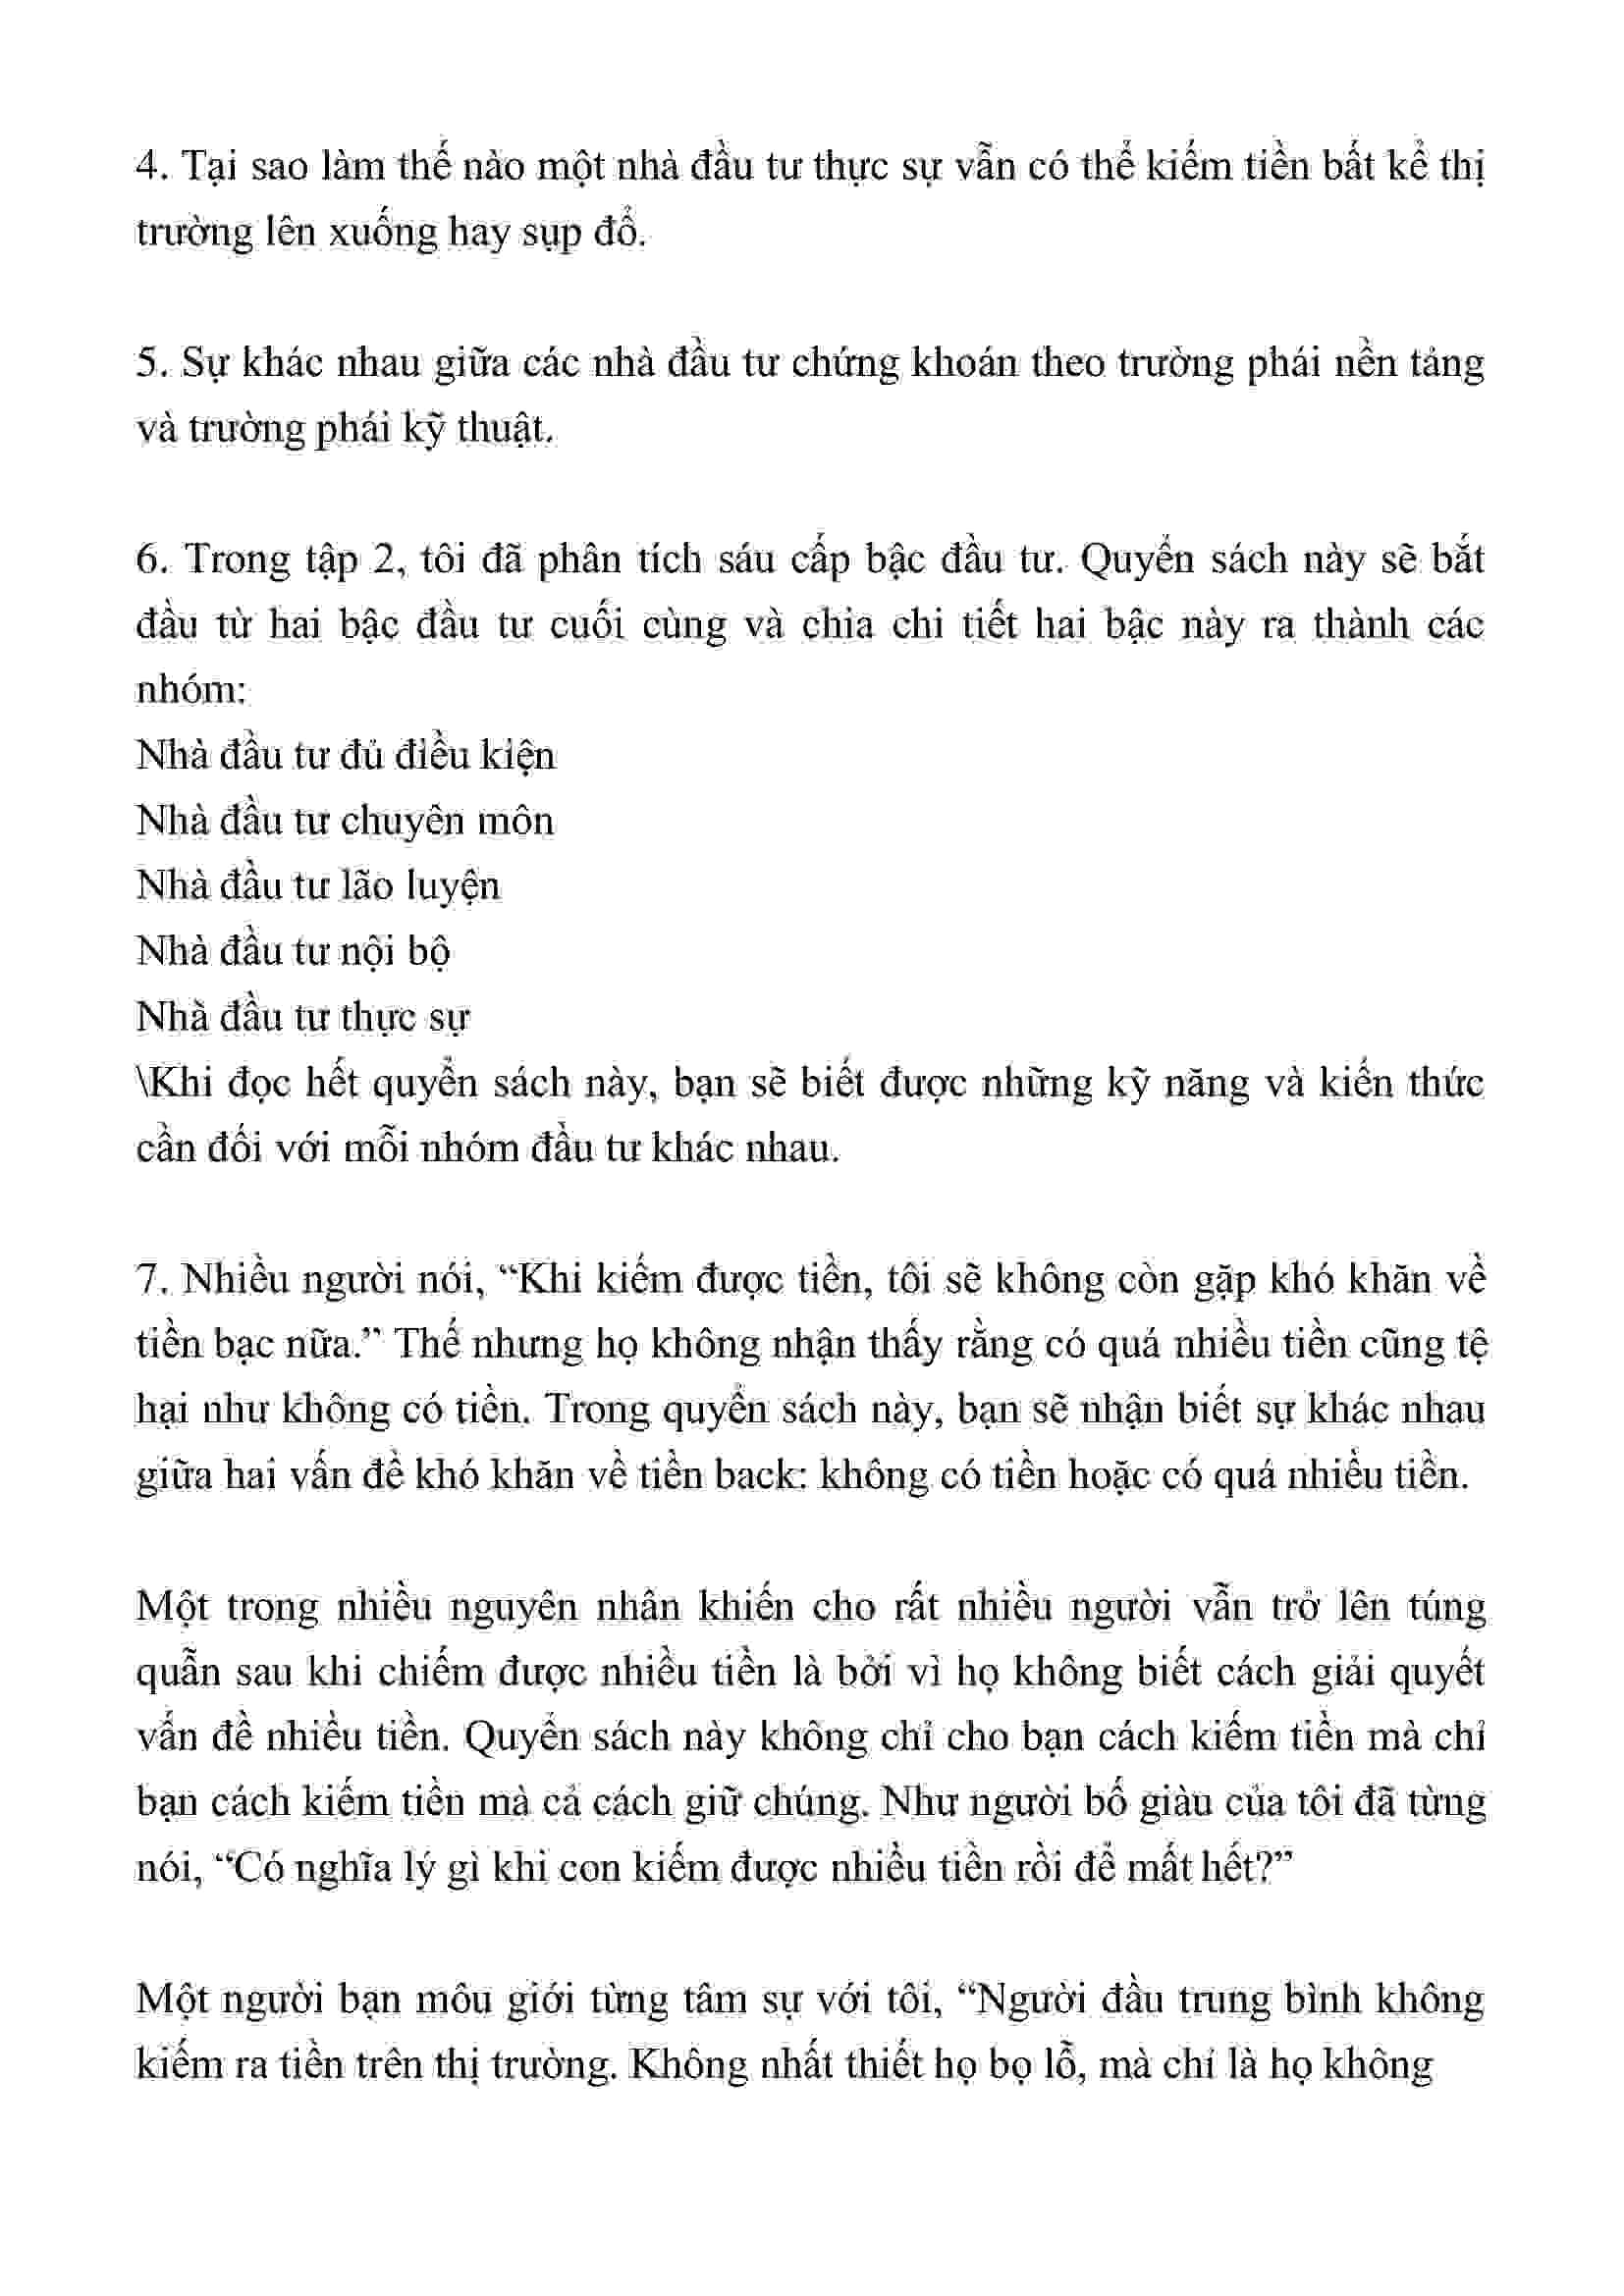 4. Tại sao làm thế nào một nhà đầu tư thực sự vẫn có thể kiếm tiền bất kể thị
trường lên xuống hay sụp đổ.
5. Sự khác nhau giữa các nhà đầu tư chứng khoán theo trường phái nền tảng
và trường phái kỹ thuật.
6. Trong tập 2, tôi đã phân tích sáu cấp bậc đầu tư. Quyển sách này sẽ bắt
đầu từ hai bậc đầu tư cuối cùng và chia chi tiết hai bậc này ra thành các
nhóm:
Nhà đầu tư đủ điều kiện
Nhà đầu tư chuyên môn
Nhà đầu tư lão luyện
Nhà đầu tư nội bộ
Nhà đầu tư thực sự
\Khi đọc hết quyển sách này, bạn sẽ biết được những kỹ năng và kiến thức
cần đối với mỗi nhóm đầu tư khác nhau.
7. Nhiều người nói, “Khi kiếm được tiền, tôi sẽ không còn gặp khó khăn về
tiền bạc nữa.” Thế nhưng họ không nhận thấy rằng có quá nhiều tiền cũng tệ
hại như không có tiền. Trong quyển sách này, bạn sẽ nhận biết sự khác nhau
giữa hai vấn đề khó khăn về tiền back: không có tiền hoặc có quá nhiều tiền.
Một trong nhiều nguyên nhân khiến cho rất nhiều người vẫn trở lên túng
quẫn sau khi chiếm được nhiều tiền là bởi vì họ không biết cách giải quyết
vấn đề nhiều tiền. Quyển sách này không chỉ cho bạn cách kiếm tiền mà chỉ
bạn cách kiếm tiền mà cả cách giữ chúng. Như người bố giàu của tôi đã từng
nói, “Có nghĩa lý gì khi con kiếm được nhiều tiền rồi để mất hết?”
Một người bạn môu giới từng tâm sự với tôi, “Người đầu trung bình không
kiếm ra tiền trên thị trường. Không nhất thiết họ bọ lỗ, mà chỉ là họ không